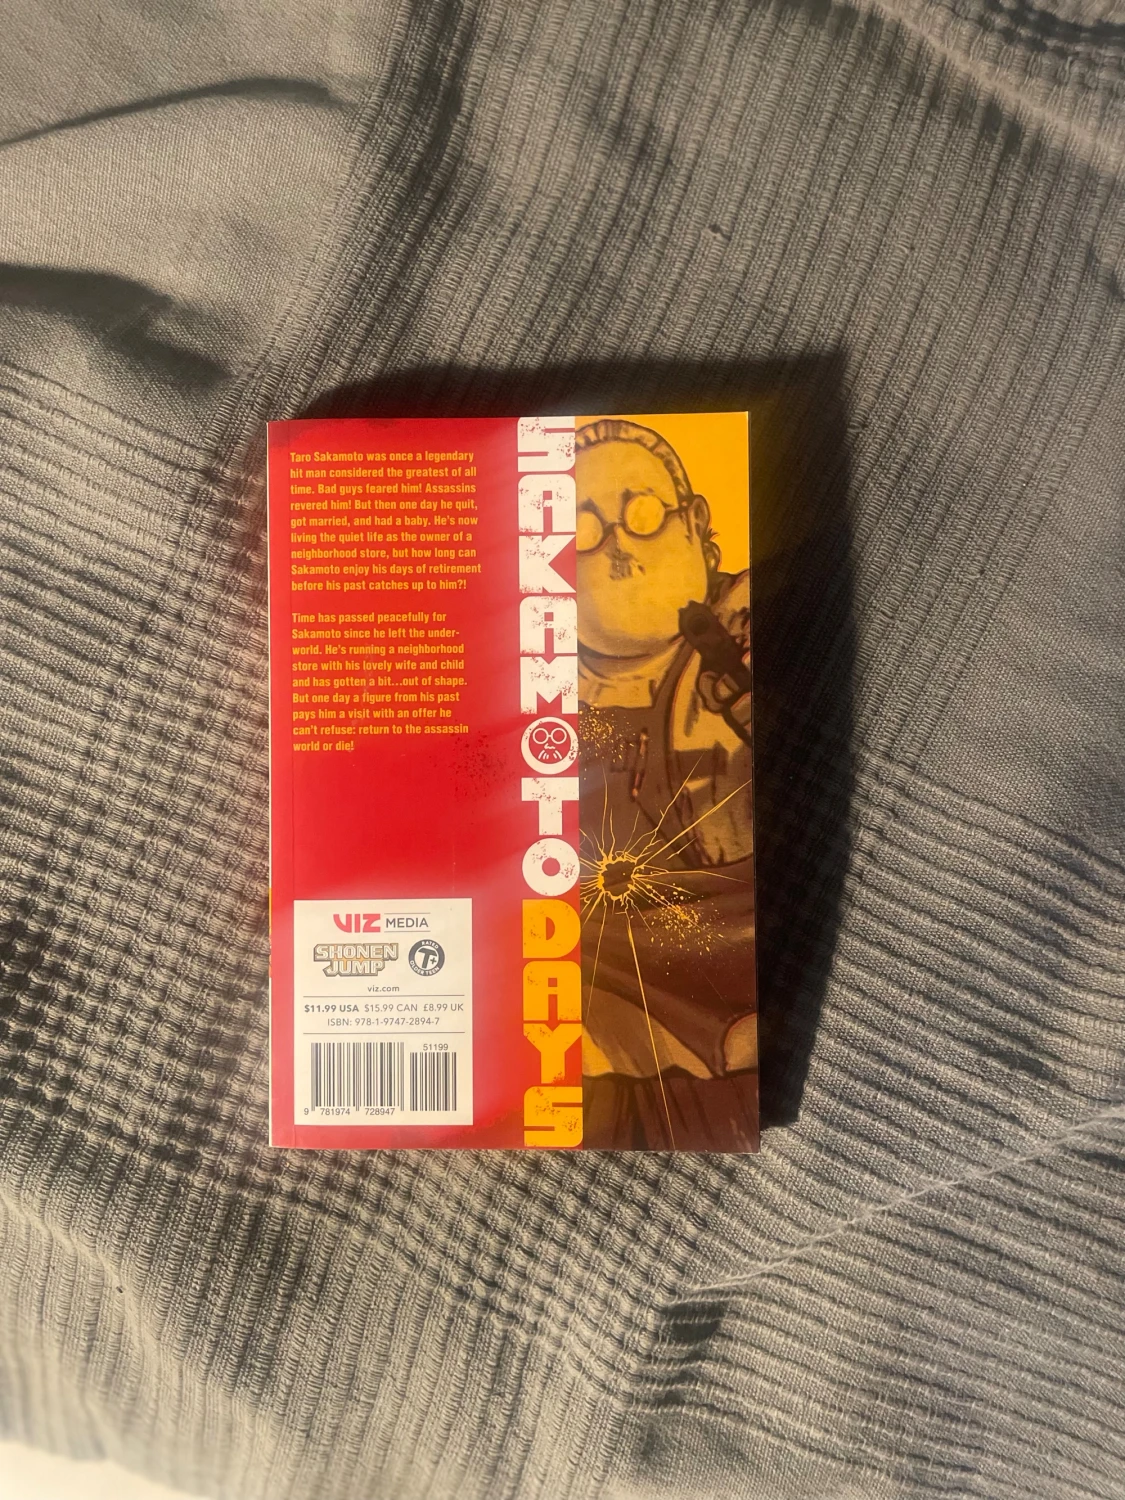 Taro Sakamoto was once a legendary
hit man considered the greatest of all
time. Bad guys feared him! Assassins
revered him! But then one day he quit,
got married, and had a baby. He's now
living the quiet life as the owner of a
neighborhood store, but how long can
Sakamoto enjoy his days of retirement
before his past catches up to him?!
Time has passed peacefully for
Sakamoto since he left the under-
world. He's running a neighborhood
store with his lovely wife and child
and has gotten a bit...out of shape.
But one day a figure from his past
pays him a visit with an offer he
can't refuse: return to the assassin
world or die!
SAKAMOTO DAYS
VIZ MEDIA
SHONEN
JUMP
RATED
T+
OLDER TEEN
viz.com
$11.99 USA $15.99 CAN £8.99 UK
ISBN: 978-1-9747-2894-7
51199
9 781974 728947